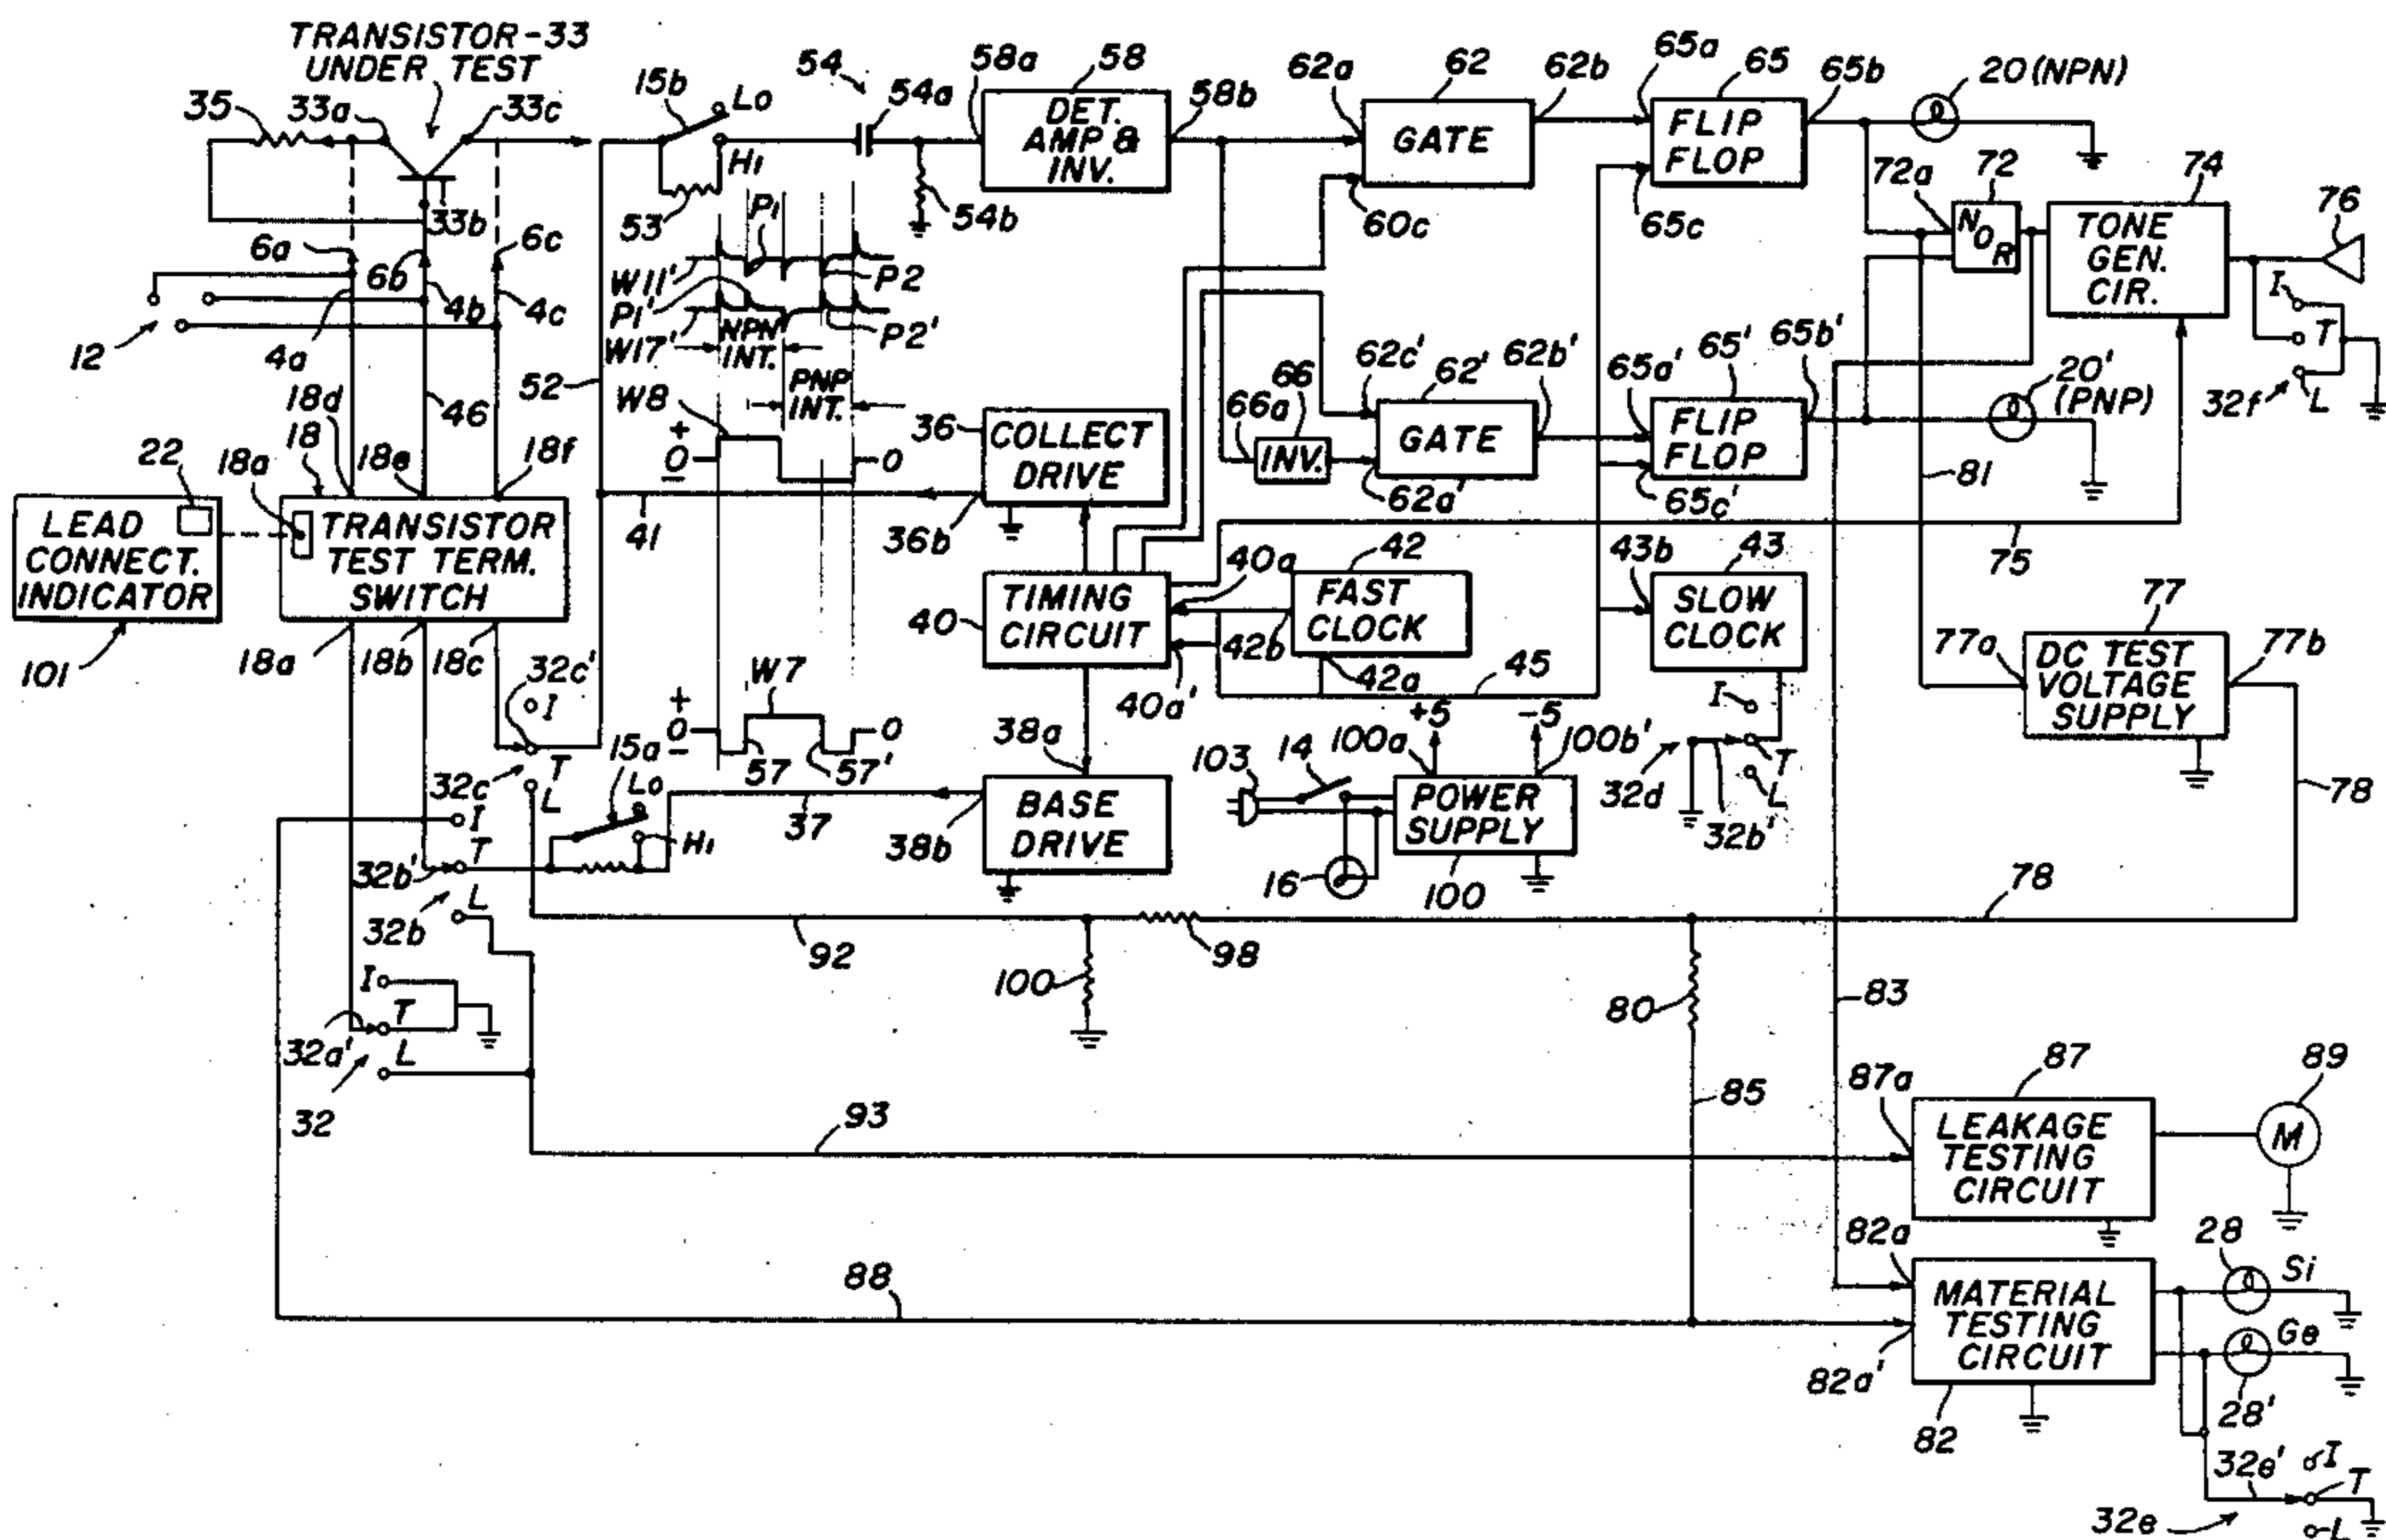 TRANSISTOR-33
UNDER TEST
35
33a
33c
33b
6a
6b
6c
4a
4b
4c
12
46
52
15b
Lo
Hi
53
54
54a
54b
58a
58
DET.
AMP &
INV.
58b
62a
62
GATE
62b
60c
65a
65
FLIP
FLOP
65b
65c
20(NPN)
72a
72
NOR
74
TONE
GEN.
CIR.
76
I
T
L
32f
P1
W11'
P2
P1'
W17'
P2'
NPN
INT.
PNP
INT.
W8
+
0
-
0
66
66a
INV.
62c'
62'
GATE
62b'
62a'
65a'
65'
FLIP
FLOP
65b'
65c'
20'
(PNP)
81
75
22
18a
18
18d
18e
18f
LEAD
CONNECT.
INDICATOR
101
TRANSISTOR
TEST TERM.
SWITCH
18a
18b
18c
36
COLLECT
DRIVE
36b
41
40
TIMING
CIRCUIT
40a
40a'
42
FAST
CLOCK
42b
42a
45
43b
43
SLOW
CLOCK
I
T
L
32d
32b'
77
77a
DC TEST
VOLTAGE
SUPPLY
77b
78
32c'
I
T
L
32c
W7
+
0
-
0
57
57'
15a
Lo
Hi
37
38a
38b
BASE
DRIVE
103
14
+5
-5
100a
100b'
POWER
SUPPLY
16
100
I
T
L
32b'
32b
92
98
78
100
80
83
85
I
T
L
32a'
32
93
87a
87
LEAKAGE
TESTING
CIRCUIT
89
M
88
82a
82a'
MATERIAL
TESTING
CIRCUIT
82
28
Si
Ge
28'
32e'
I
T
L
32e